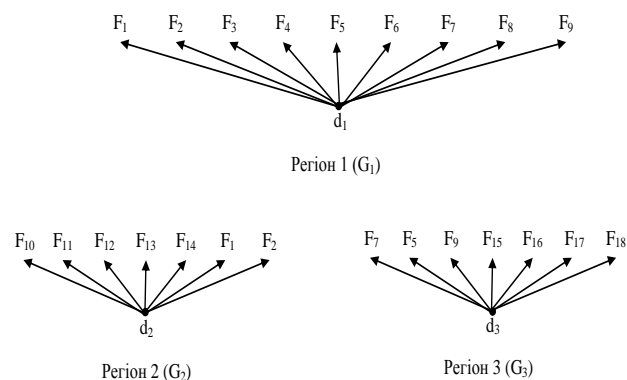 F₁ F₂ F₃ F₄ F₅ F₆ F₇ F₈ F₉
d₁
Регіон 1 (G₁)
F₁₀ F₁₁ F₁₂ F₁₃ F₁₄ F₁ F₂
d₂
Регіон 2 (G₂)
F₇ F₅ F₉ F₁₅ F₁₆ F₁₇ F₁₈
d₃
Регіон 3 (G₃)